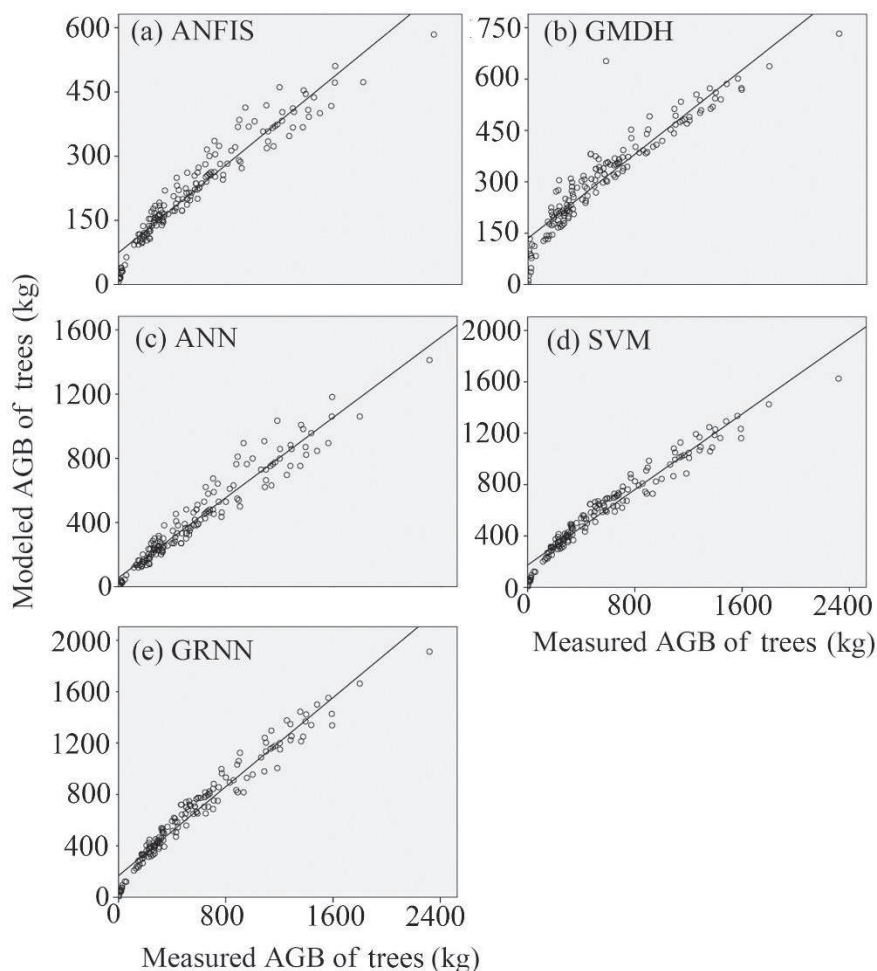 (a) ANFIS
600
450
300
150
0
(b) GMDH
750
600
450
300
150
0
Modeled AGB of trees (kg)
(c) ANN
1600
1200
800
400
0
(d) SVM
2000
1600
1200
800
400
0
0 800 1600 2400
Measured AGB of trees (kg)
(e) GRNN
2000
1600
1200
800
400
0
0 800 1600 2400
Measured AGB of trees (kg)